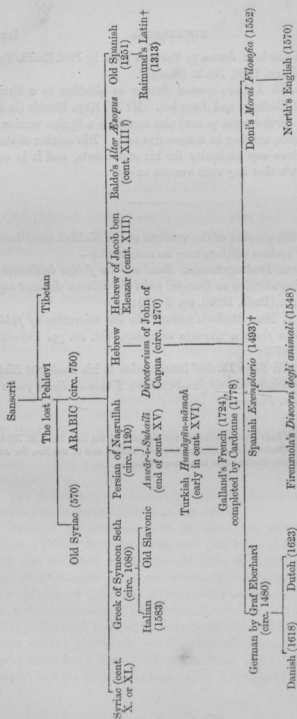 Sanscrit
The lost Pehlevi
Tibetan
Old Syriac (570)
ARABIC (circ. 750)
Syriac (cent.
X. or XI.)
Greek of Symeon Seth
(circ. 1080)
Persian of Nasrullah
(circ. 1120)
Hebrew
Hebrew of Jacob ben
Eleazar (cent. XIII)
Baldo's Alter Æsopus
(cent. XIII?)
Old Spanish
(1251)
Italian
(1583)
Old Slavonic
Anwár-i-Suhailí
(end of cent. XV)
Directorium of John of
Capua (circ. 1270)
Raimund's Latin†
(1313)
Turkish Humáyún-námah
(early in cent. XVI)
Galland's French (1724),
completed by Cardonne (1778)
German by Graf Eberhard
(circ. 1480)
Spanish Exemplario (1493)†
Doni's Moral Filosofia (1552)
Danish (1618)
Dutch (1623)
Firenzuola's Discorsi degli animali (1548)
North's English (1570)